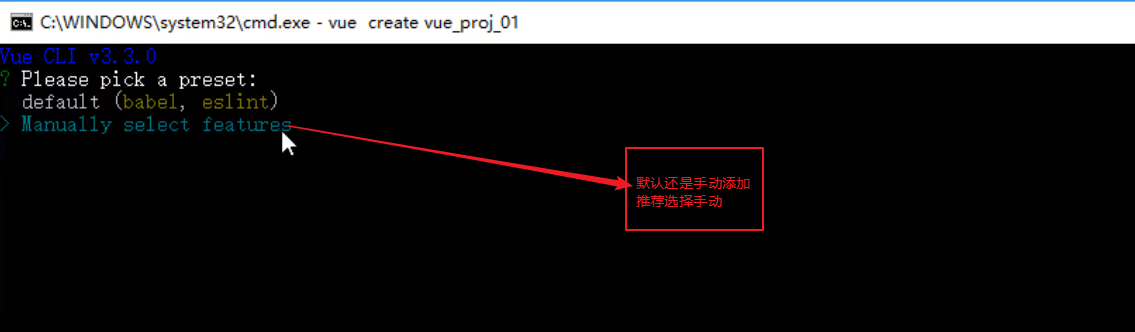 C:\WINDOWS\system32\cmd.exe - vue  create vue_proj_01
Vue CLI v3.3.0
? Please pick a preset:
  default (babel, eslint)
> Manually select features
默认还是手动添加
推荐选择手动